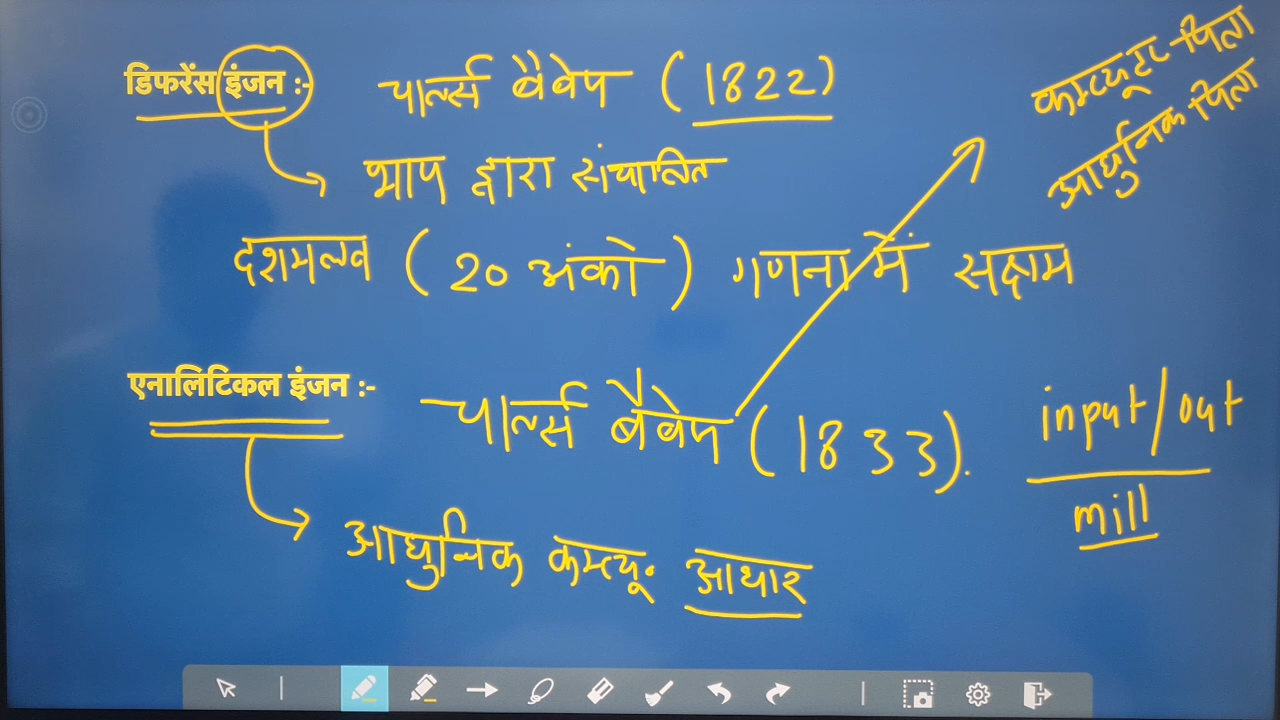 डिफरेंस इंजन :- चार्ल्स बैवेज (1822)
कम्प्यूटर पिता
आधुनिक पिता
भाप द्वारा संचालित
दशमलव (20 अंको) गणना में सक्षम
एनालिटिकल इंजन :- चार्ल्स बैवेज (1833).
input/out
mill
आधुनिक कम्प्यू. आधार